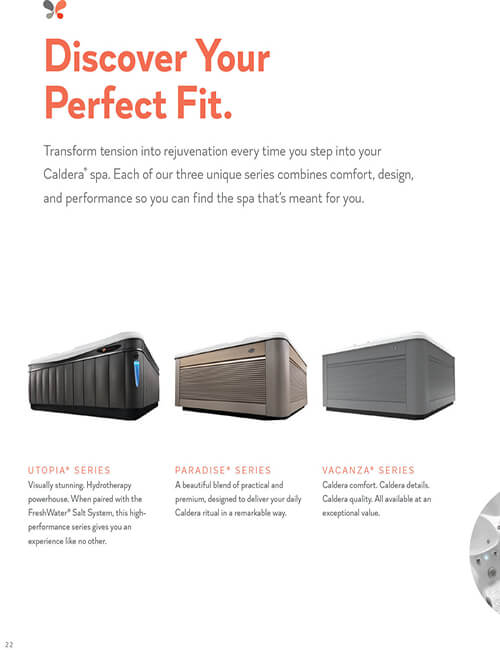 Discover Your
Perfect Fit.
Transform tension into rejuvenation every time you step into your
Caldera® spa. Each of our three unique series combines comfort, design,
and performance so you can find the spa that's meant for you.
UTOPIA® SERIES
Visually stunning. Hydrotherapy
powerhouse. When paired with the
FreshWater® Salt System, this high-
performance series gives you an
experience like no other.
PARADISE® SERIES
A beautiful blend of practical and
premium, designed to deliver your daily
Caldera ritual in a remarkable way.
VACANZA® SERIES
Caldera comfort. Caldera details.
Caldera quality. All available at an
exceptional value.
22